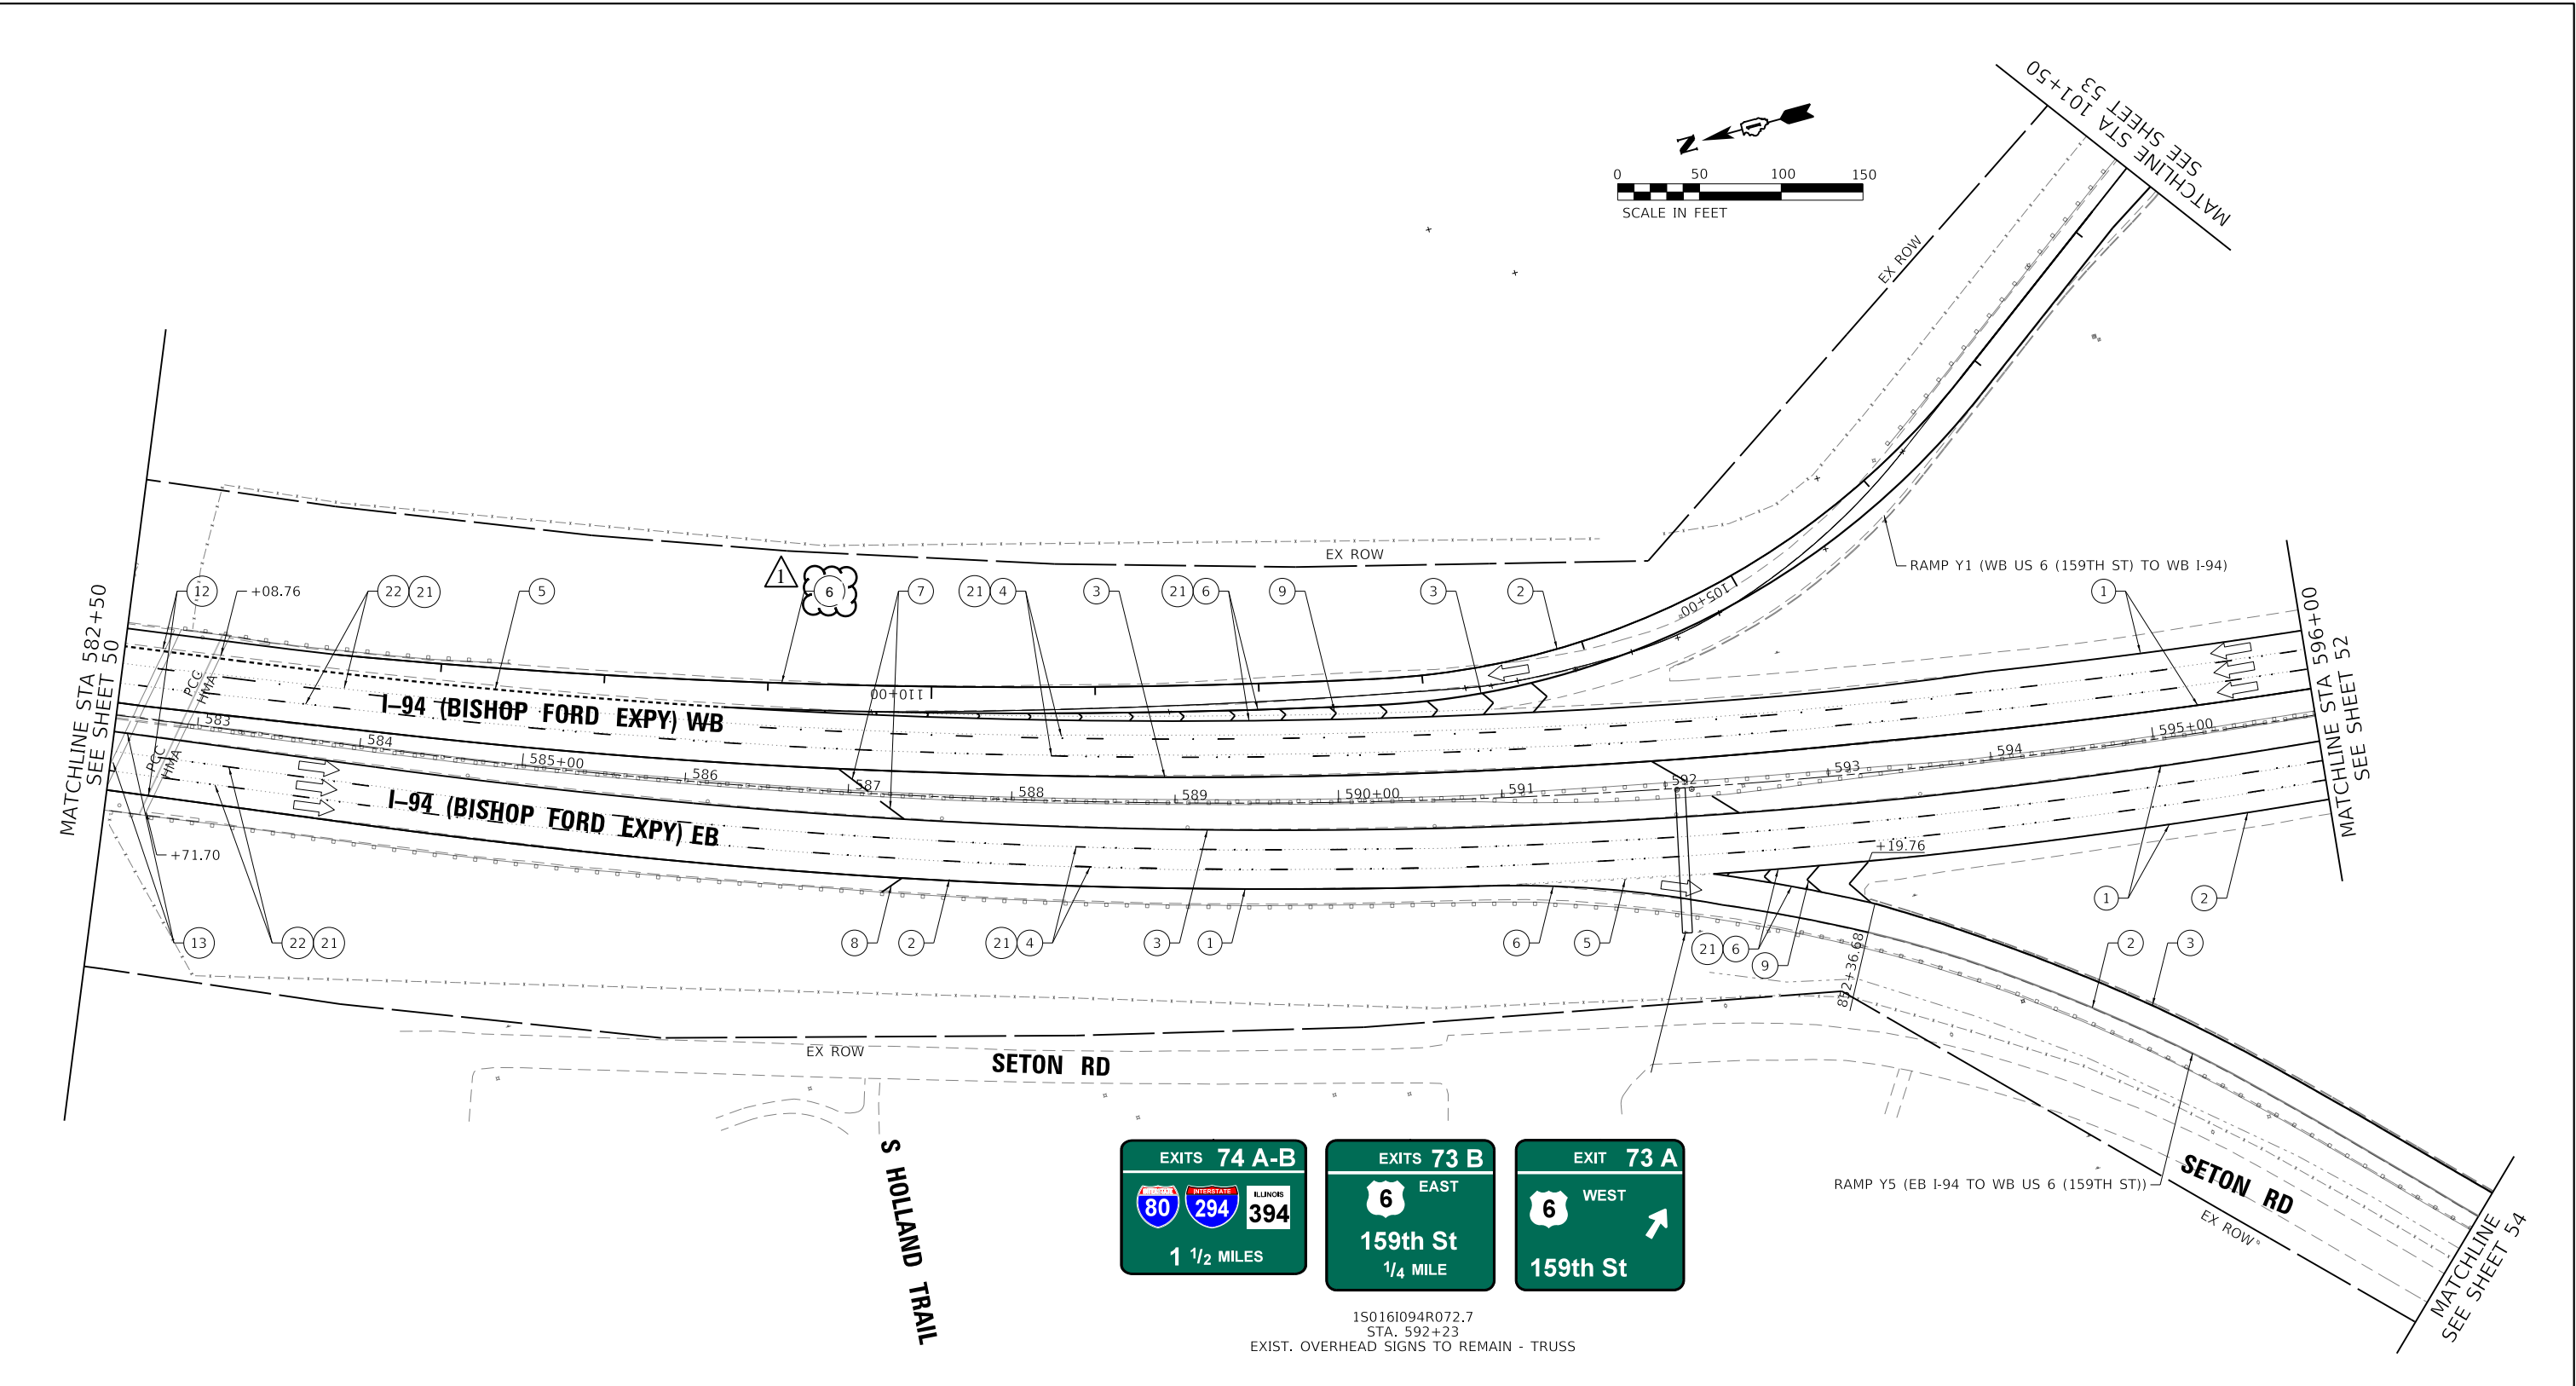 MATCHLINE STA 101+50
SEE SHEET 53
N
0 50 100 150
SCALE IN FEET
EX ROW
EX ROW
RAMP Y1 (WB US 6 (159TH ST) TO WB I-94)
MATCHLINE STA 582+50
SEE SHEET 50
12
+08.76
22 21
5
1
6
7
21 4
3
21 6
9
3
2
1
105+00
110+00
MATCHLINE STA 596+00
SEE SHEET 52
PCC
HMA
I-94 (BISHOP FORD EXPY) WB
583
584
585+00
586
587
588
589
590+00
591
592
593
594
595+00
PCC
HMA
I-94 (BISHOP FORD EXPY) EB
+71.70
+19.76
13
22 21
8
2
21 4
3
1
6
5
21 6
9
1
2
2
3
852+36.68
EX ROW
SETON RD
S HOLLAND TRAIL
EXITS 74 A-B
INTERSTATE 80
INTERSTATE 294
ILLINOIS 394
1 1/2 MILES
EXITS 73 B
6 EAST
159th St
1/4 MILE
EXIT 73 A
6 WEST
159th St
1S016I094R072.7
STA. 592+23
EXIST. OVERHEAD SIGNS TO REMAIN - TRUSS
RAMP Y5 (EB I-94 TO WB US 6 (159TH ST))
SETON RD
EX ROW
MATCHLINE
SEE SHEET 54